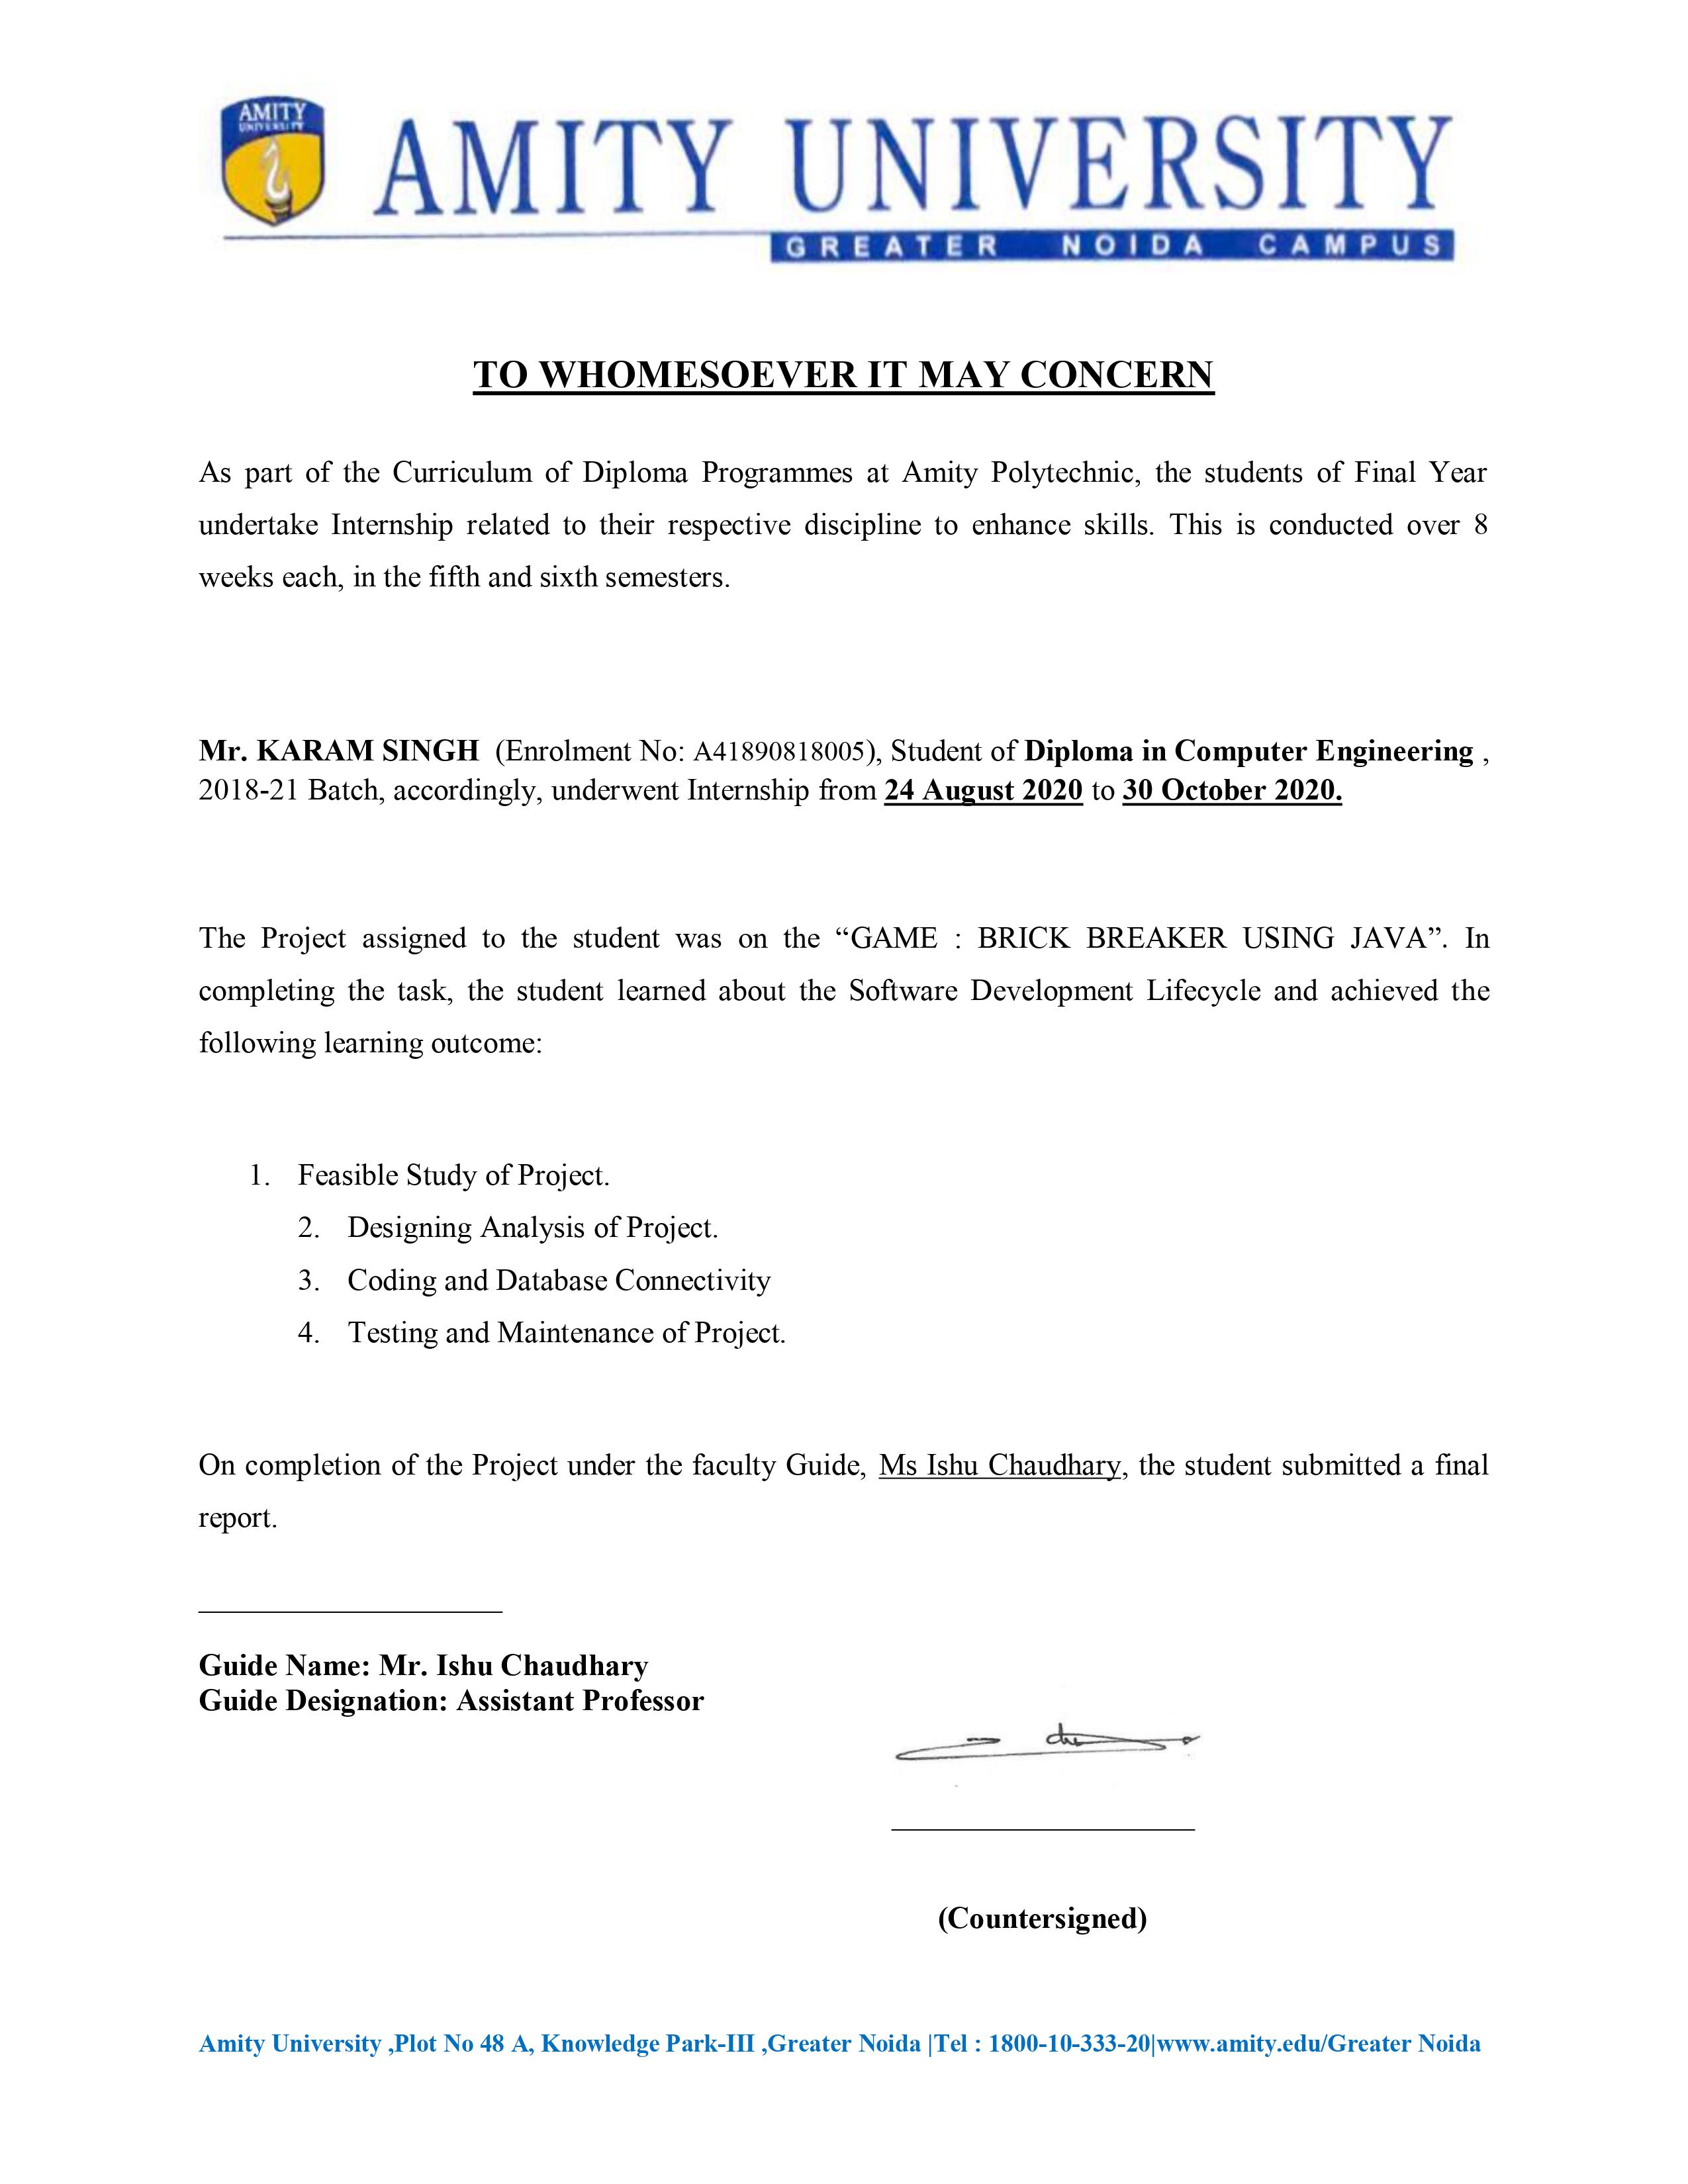 AMITY
UNIVERSITY
AMITY UNIVERSITY
GREATER NOIDA CAMPUS
TO WHOMESOEVER IT MAY CONCERN
As part of the Curriculum of Diploma Programmes at Amity Polytechnic, the students of Final Year
undertake Internship related to their respective discipline to enhance skills. This is conducted over 8
weeks each, in the fifth and sixth semesters.
Mr. KARAM SINGH (Enrolment No: A41890818005), Student of Diploma in Computer Engineering ,
2018-21 Batch, accordingly, underwent Internship from 24 August 2020 to 30 October 2020.
The Project assigned to the student was on the “GAME : BRICK BREAKER USING JAVA”. In
completing the task, the student learned about the Software Development Lifecycle and achieved the
following learning outcome:
1. Feasible Study of Project.
2. Designing Analysis of Project.
3. Coding and Database Connectivity
4. Testing and Maintenance of Project.
On completion of the Project under the faculty Guide, Ms Ishu Chaudhary, the student submitted a final
report.
Guide Name: Mr. Ishu Chaudhary
Guide Designation: Assistant Professor
(Countersigned)
Amity University ,Plot No 48 A, Knowledge Park-III ,Greater Noida |Tel : 1800-10-333-20|www.amity.edu/Greater Noida